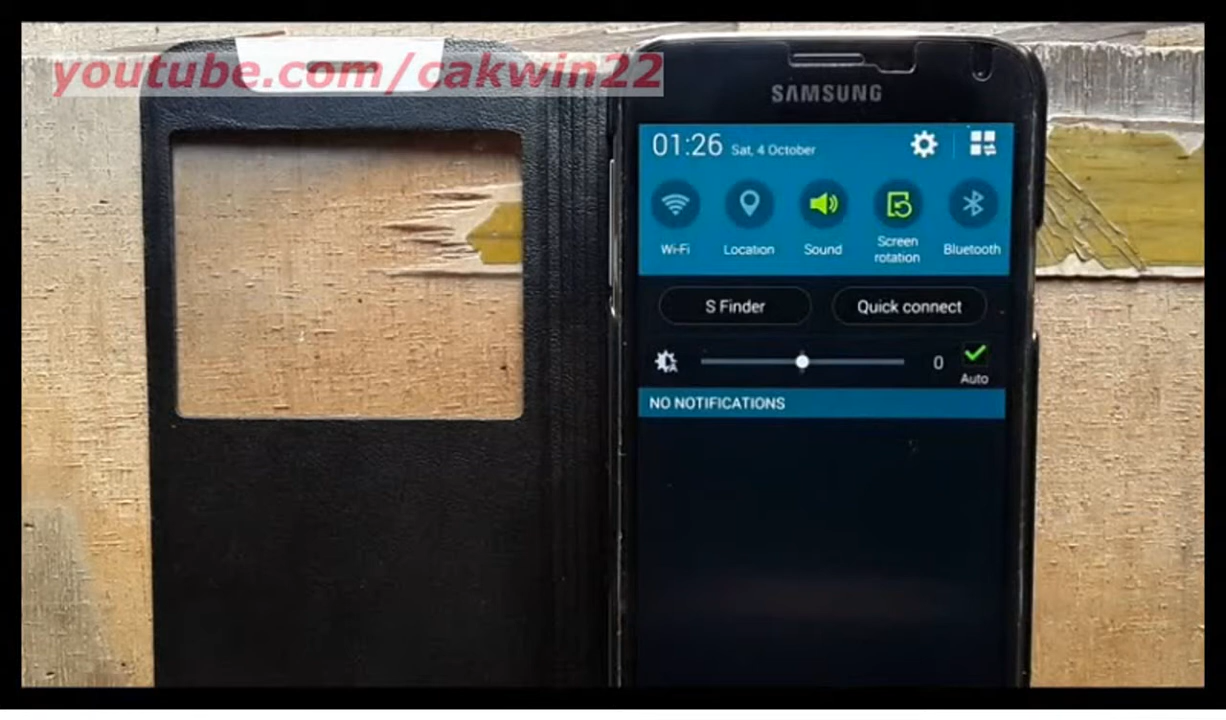 youtube.com/cakwin22
SAMSUNG
01:26 Sat, 4 October
Wi-Fi Location Sound Screen rotation Bluetooth
S Finder Quick connect
0 Auto
NO NOTIFICATIONS